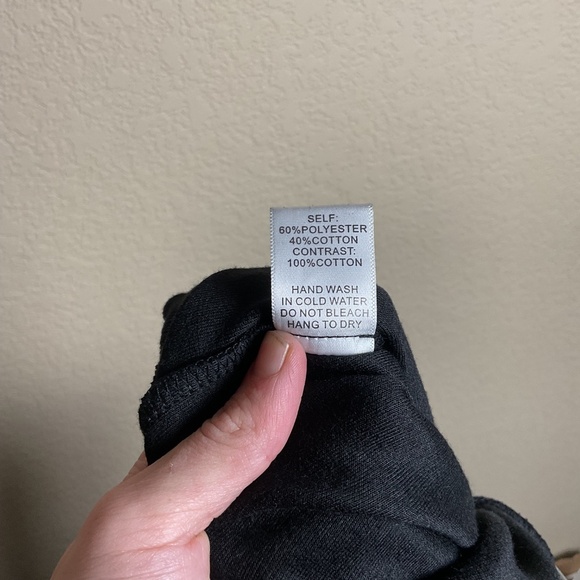 SELF:
60%POLYESTER
40%COTTON
CONTRAST:
100%COTTON
HAND WASH
IN COLD WATER
DO NOT BLEACH
HANG TO DRY